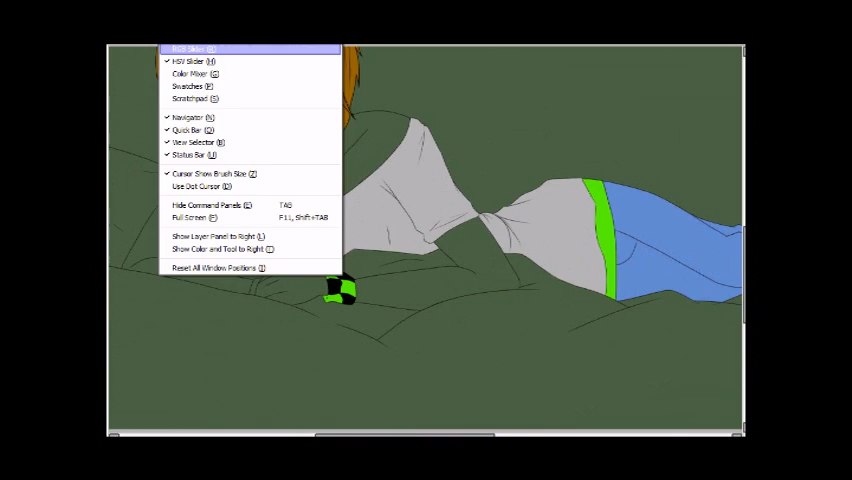 RGB Slider (R)
HSV Slider (H)
Color Mixer (G)
Swatches (P)
Scratchpad (S)
Navigator (N)
Quick Bar (Q)
View Selector (B)
Status Bar (U)
Cursor Show Brush Size (Z)
Use Dot Cursor (D)
Hide Command Panels (E) TAB
Full Screen (F) F11, Shift+TAB
Show Layer Panel to Right (L)
Show Color and Tool to Right (T)
Reset All Window Positions (I)